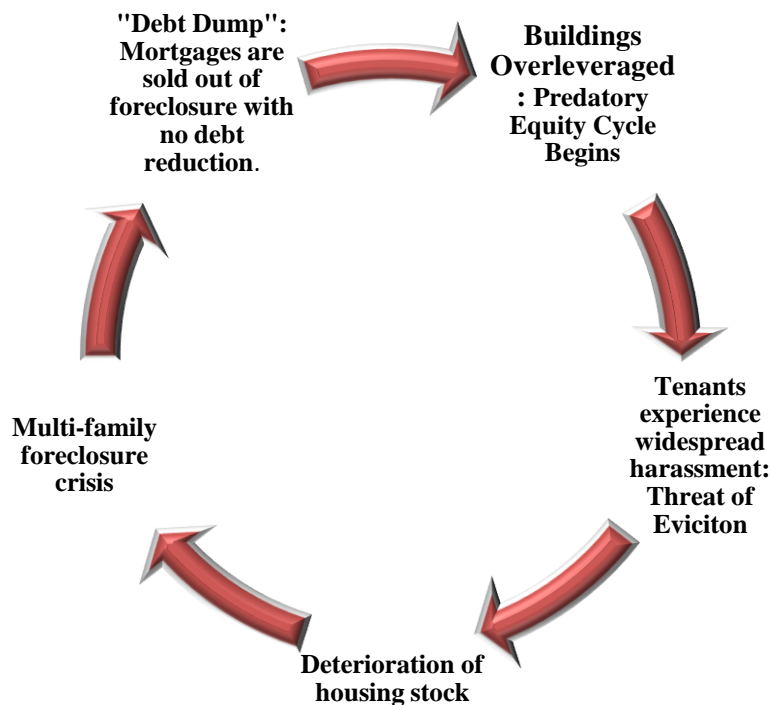 "Debt Dump":
Mortgages are
sold out of
foreclosure with
no debt
reduction.
Buildings
Overleveraged
: Predatory
Equity Cycle
Begins
Tenants
experience
widespread
harassment:
Threat of
Eviciton
Deterioration of
housing stock
Multi-family
foreclosure
crisis